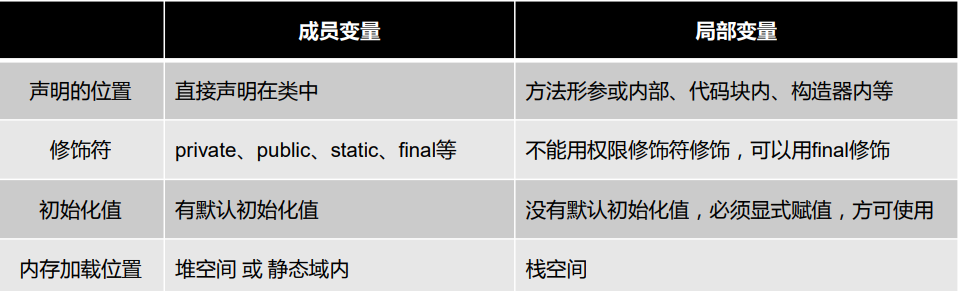 成员变量 局部变量
声明的位置 直接声明在类中 方法形参或内部、代码块内、构造器内等
修饰符 private、public、static、final等 不能用权限修饰符修饰，可以用final修饰
初始化值 有默认初始化值 没有默认初始化值，必须显式赋值，方可使用
内存加载位置 堆空间 或 静态域内 栈空间